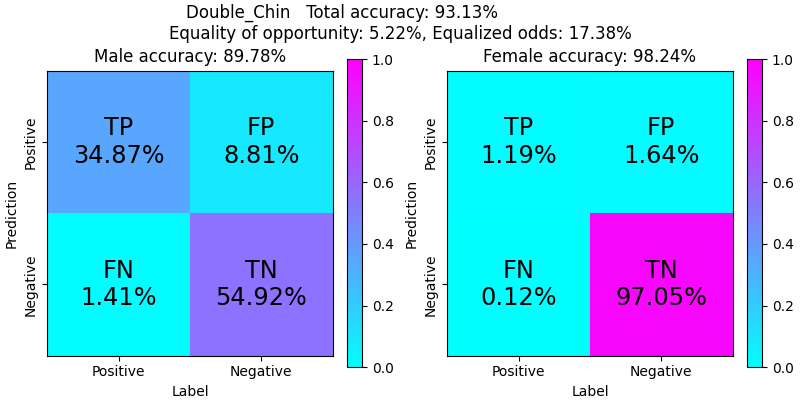 Double_Chin   Total accuracy: 93.13%
Equality of opportunity: 5.22%, Equalized odds: 17.38%
Male accuracy: 89.78%
TP
34.87%
FP
8.81%
FN
1.41%
TN
54.92%
Positive
Negative
Prediction
Positive
Negative
Label
1.0
0.8
0.6
0.4
0.2
0.0
Female accuracy: 98.24%
TP
1.19%
FP
1.64%
FN
0.12%
TN
97.05%
Positive
Negative
Prediction
Positive
Negative
Label
1.0
0.8
0.6
0.4
0.2
0.0